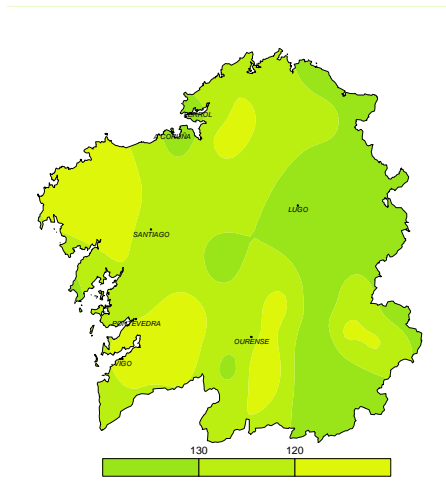 FERROL
A CORUÑA
LUGO
SANTIAGO
PONTEVEDRA
OURENSE
VIGO
130 120